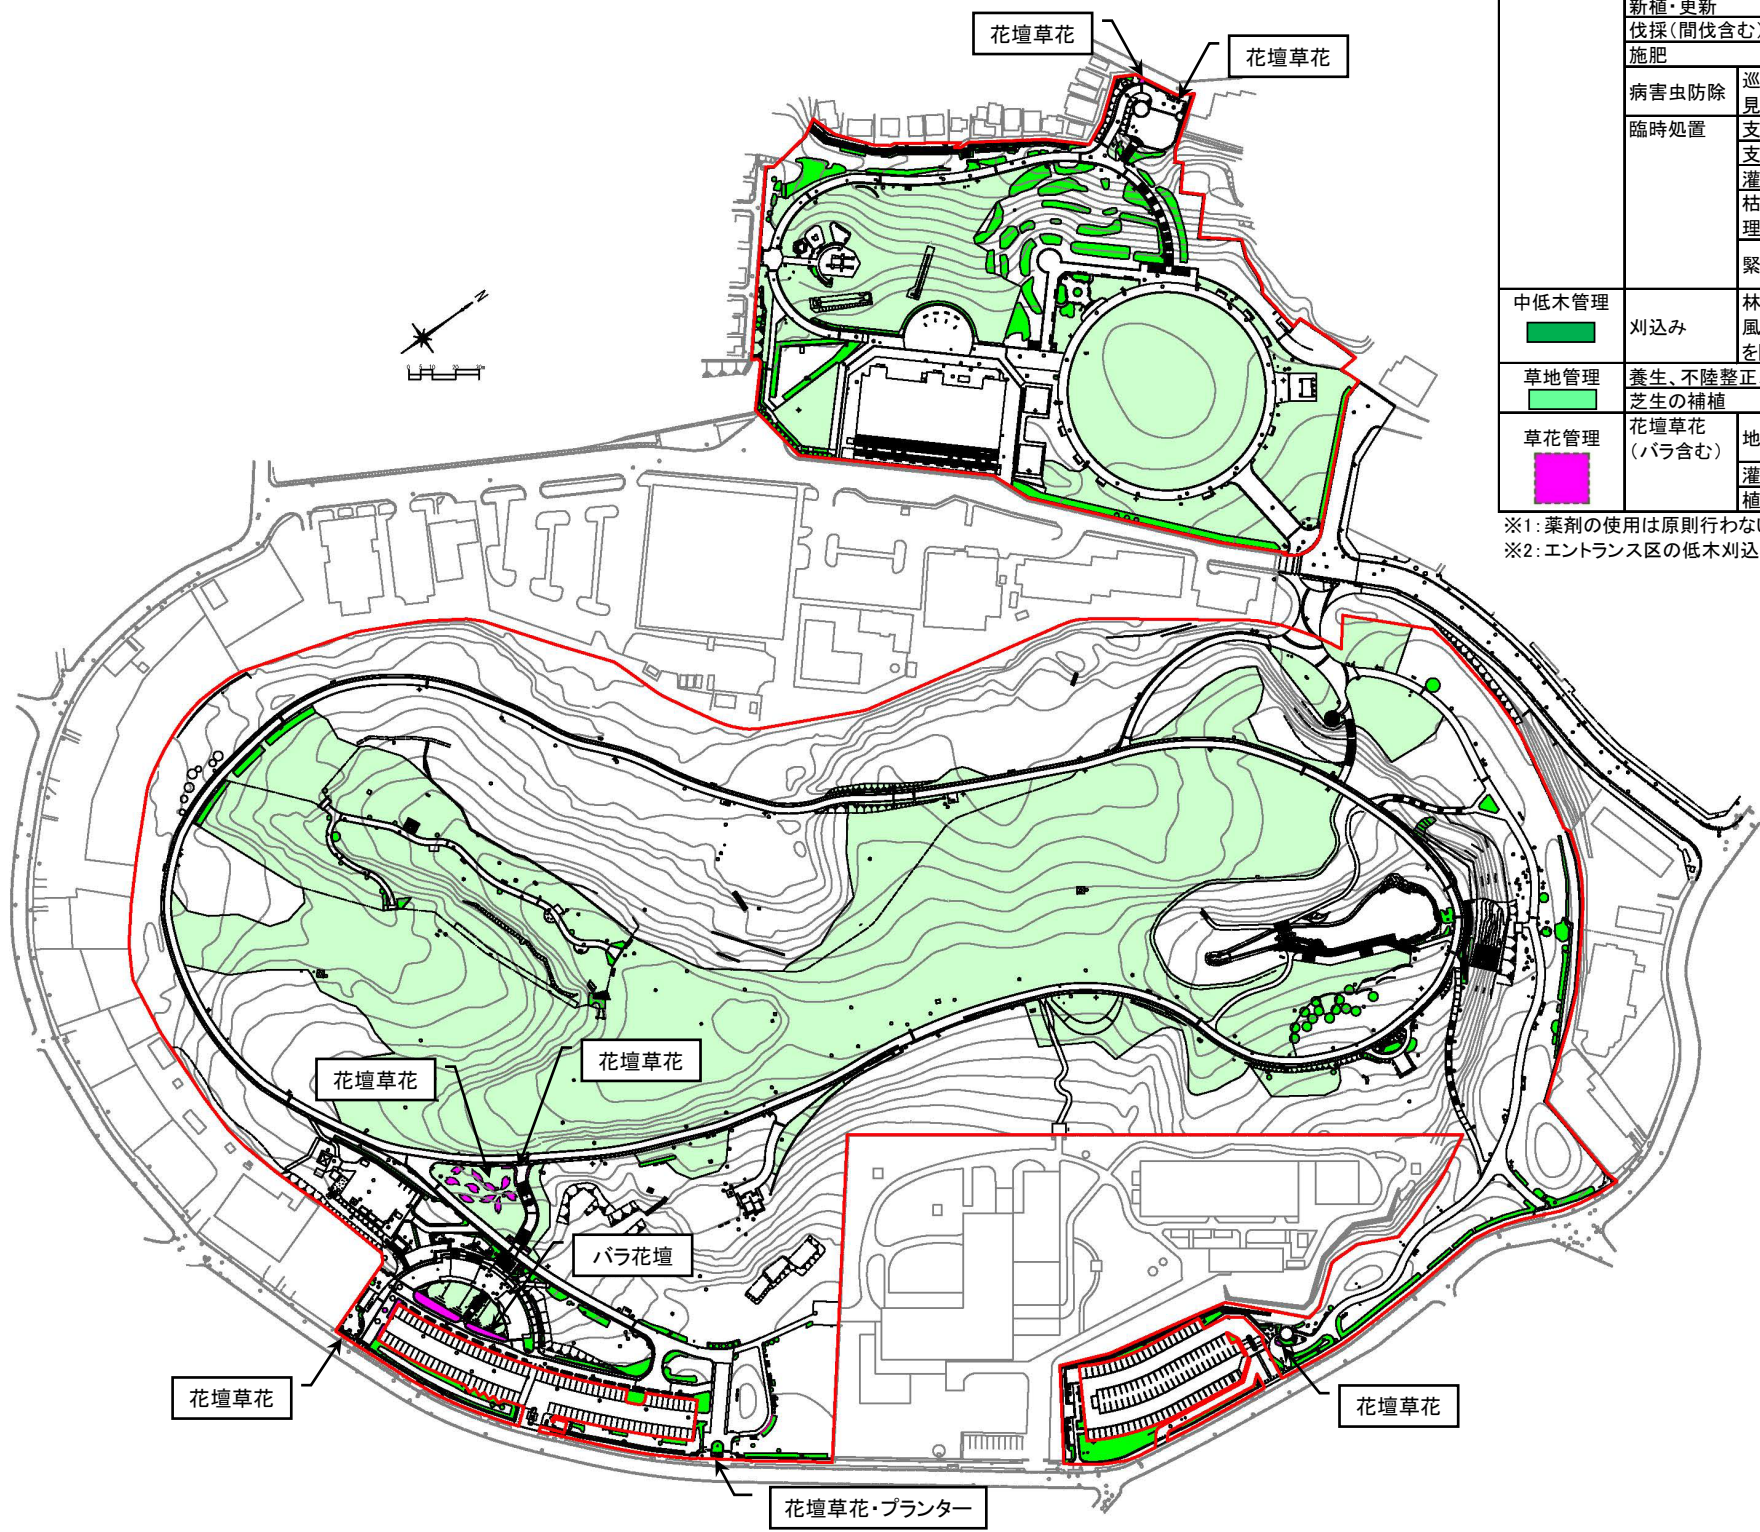 花壇草花
花壇草花
新植・更新
伐採(間伐含む)
施肥
病害虫防除
巡
見
臨時処置
支
支
灌
枯
理
緊
中低木管理
刈込み
林
風
を
草地管理
養生、不陸整正
芝生の補植
草花管理
花壇草花
(バラ含む)
地
灌
植
※1:薬剤の使用は原則行わない
※2:エントランス区の低木刈込
N
花壇草花
花壇草花
バラ花壇
花壇草花
花壇草花
花壇草花・プランター